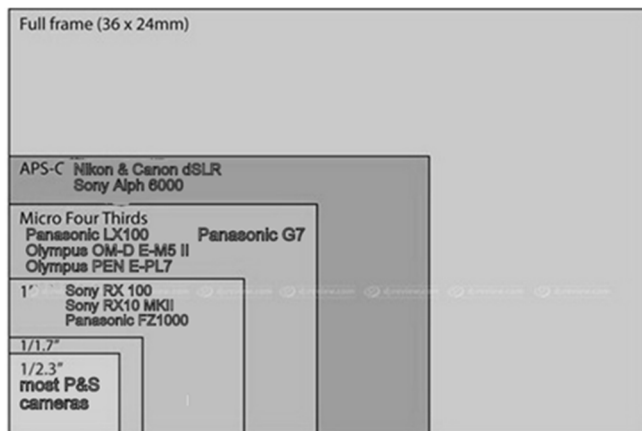 Full frame (36 x 24mm)
APS-C Nikon & Canon dSLR
Sony Alph 6000
Micro Four Thirds
Panasonic LX100 Panasonic G7
Olympus OM-D E-M5 II
Olympus PEN E-PL7
1" Sony RX 100
Sony RX10 MKII
Panasonic FZ1000
1/1.7"
1/2.3"
most P&S
cameras